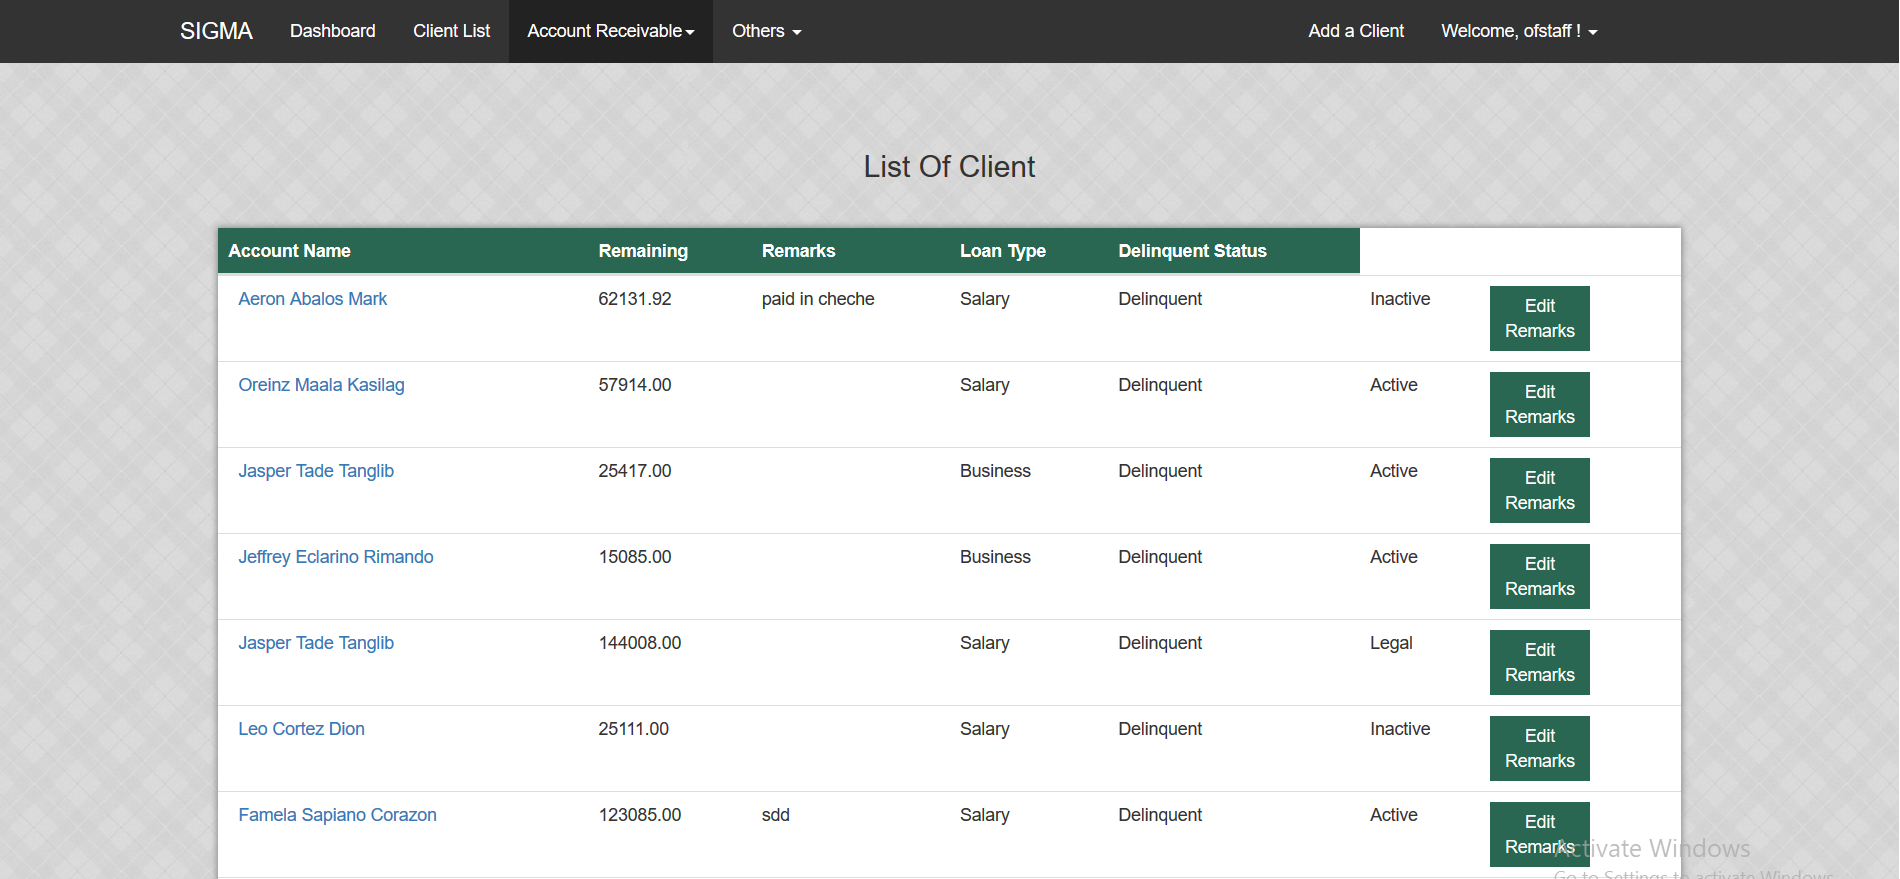 SIGMA Dashboard Client List Account Receivable Others Add a Client Welcome, ofstaff !
List Of Client
Account Name Remaining Remarks Loan Type Delinquent Status
Aeron Abalos Mark 62131.92 paid in cheche Salary Delinquent Inactive Edit Remarks
Oreinz Maala Kasilag 57914.00 Salary Delinquent Active Edit Remarks
Jasper Tade Tanglib 25417.00 Business Delinquent Active Edit Remarks
Jeffrey Eclarino Rimando 15085.00 Business Delinquent Active Edit Remarks
Jasper Tade Tanglib 144008.00 Salary Delinquent Legal Edit Remarks
Leo Cortez Dion 25111.00 Salary Delinquent Inactive Edit Remarks
Famela Sapiano Corazon 123085.00 sdd Salary Delinquent Active Edit Remarks
Activate Windows
Go to Settings to activate Windows.